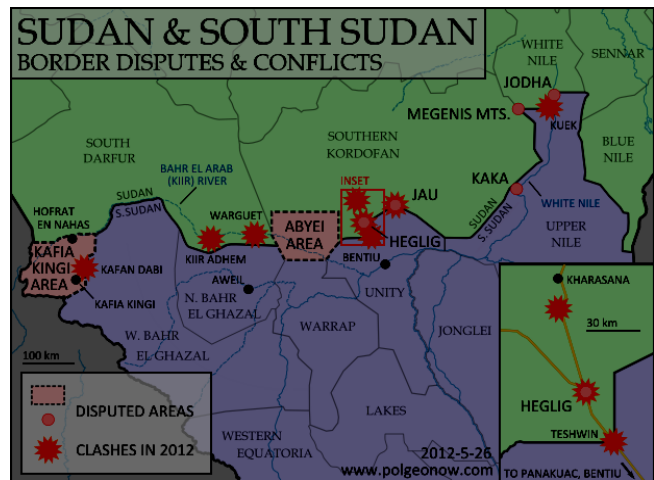 SUDAN & SOUTH SUDAN
BORDER DISPUTES & CONFLICTS
WHITE
NILE
SENNAR
JODHA
MEGENIS MTS.
KUEK
SOUTH
DARFUR
SOUTHERN
KORDOFAN
BLUE
NILE
BAHR EL ARAB
(KIIR) RIVER
INSET
JAU
KAKA
SUDAN
S. SUDAN
SUDAN
S. SUDAN
WHITE NILE
HOFRAT
EN NAHAS
WARGUET
ABYEI
AREA
HEGLIG
UPPER
NILE
KAFIA
KINGI
AREA
KAFAN DABI
KIIR ADHEM
BENTIU
KAFIA KINGI
AWEIL
UNITY
N. BAHR
EL GHAZAL
WARRAP
JONGLEI
W. BAHR
EL GHAZAL
100 km
KHARASANA
30 km
HEGLIG
TESHWIN
TO PANAKUAC, BENTIU
DISPUTED AREAS
CLASHES IN 2012
LAKES
WESTERN
EQUATORIA
2012-5-26
www.polgeonow.com